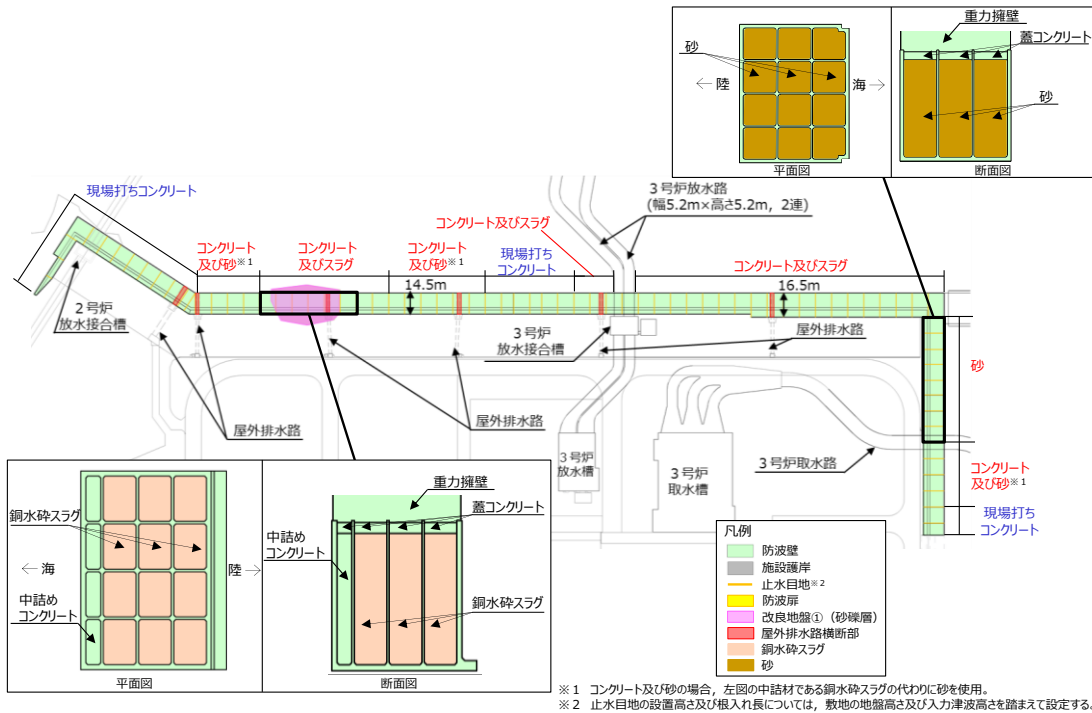 重力擁壁
蓋コンクリート
砂
←陸
海→
砂
平面図
断面図
現場打ちコンクリート
3号炉放水路
(幅5.2m×高さ5.2m，2連)
コンクリート及びスラグ
コンクリート
及び砂※1
コンクリート
及びスラグ
コンクリート
及び砂※1
現場打ち
コンクリート
コンクリート及びスラグ
14.5m
16.5m
2号炉
放水接合槽
3号炉
放水接合槽
屋外排水路
砂
屋外排水路
屋外排水路
3号炉
放水槽
3号炉
取水槽
3号炉取水路
コンクリート
及び砂※1
現場打ち
コンクリート
銅水砕スラグ
←海
陸→
中詰め
コンクリート
平面図
重力擁壁
蓋コンクリート
中詰め
コンクリート
銅水砕スラグ
断面図
凡例
防波壁
施設護岸
止水目地※2
防波扉
改良地盤①（砂礫層）
屋外排水路横断部
銅水砕スラグ
砂
※1　コンクリート及び砂の場合，左図の中詰材である銅水砕スラグの代わりに砂を使用。
※2　止水目地の設置高さ及び根入れ長については，敷地の地盤高さ及び入力津波高さを踏まえて設定する。